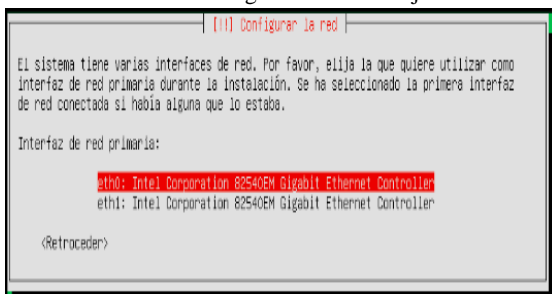 [!!] Configurar la red
El sistema tiene varias interfaces de red. Por favor, elija la que quiere utilizar como
interfaz de red primaria durante la instalación. Se ha seleccionado la primera interfaz
de red conectada si había alguna que lo estaba.
Interfaz de red primaria:
eth0: Intel Corporation 82540EM Gigabit Ethernet Controller
eth1: Intel Corporation 82540EM Gigabit Ethernet Controller
<Retroceder>